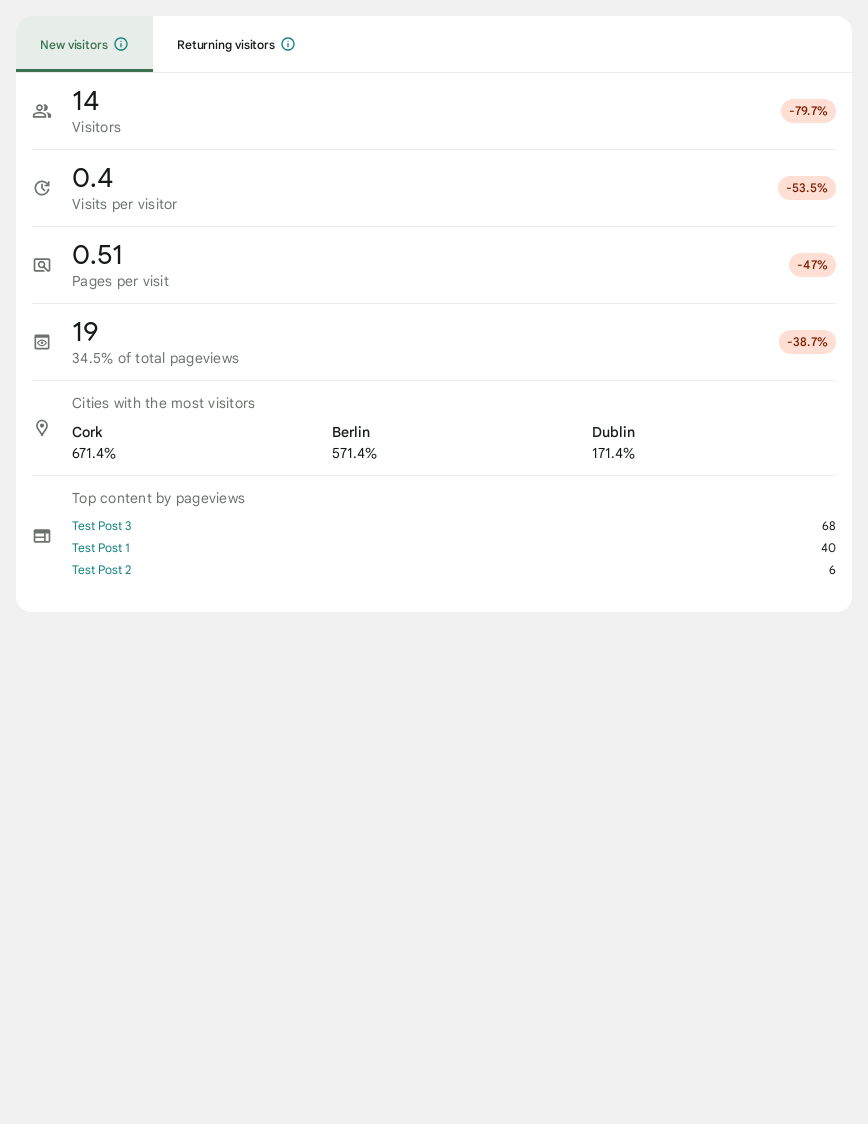 New visitors
Returning visitors
14
Visitors
-79.7%
0.4
Visits per visitor
-53.5%
0.51
Pages per visit
-47%
19
34.5% of total pageviews
-38.7%
Cities with the most visitors
Cork Berlin Dublin
671.4% 571.4% 171.4%
Top content by pageviews
Test Post 3 68
Test Post 1 40
Test Post 2 6